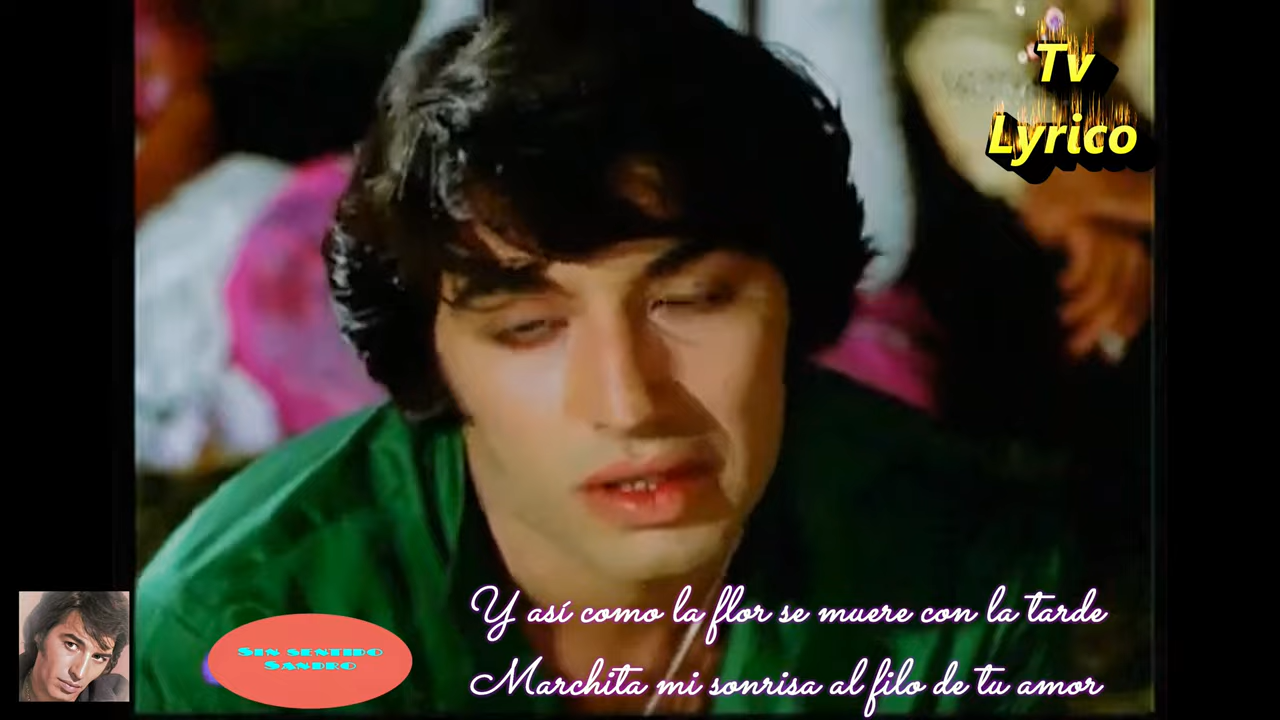 Tv
Lyrico
SIN SENTIDO
SANDRO
Y así como la flor se muere con la tarde
Marchita mi sonrisa al filo de tu amor